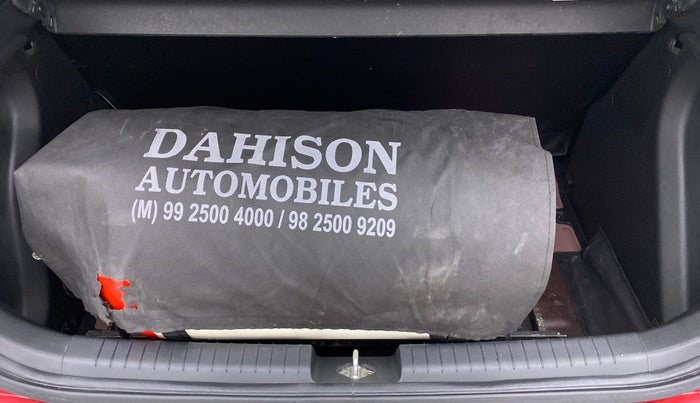 DAHISON
AUTOMOBILES
(M) 99 2500 4000 / 98 2500 9209